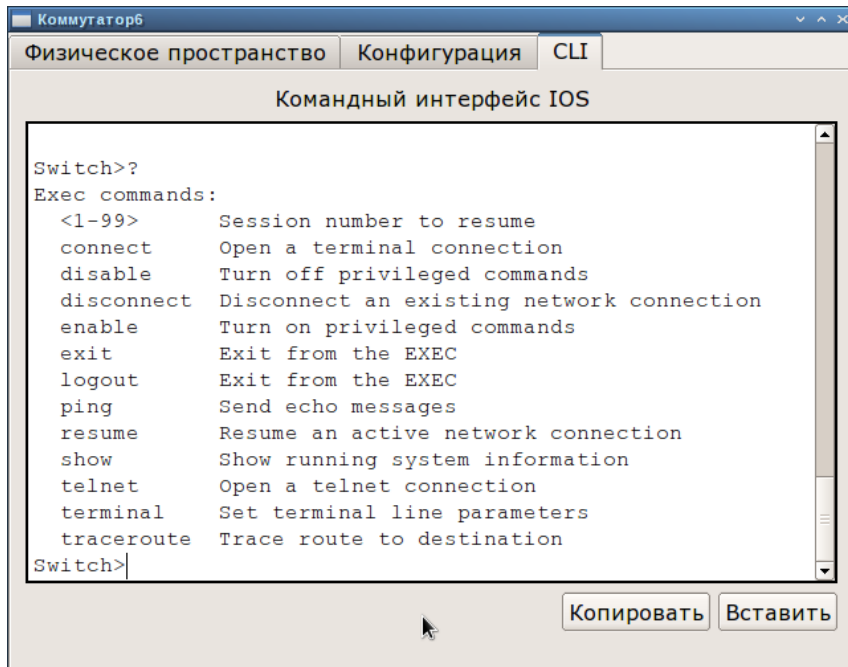 Коммутатор6
Физическое пространство Конфигурация CLI
Командный интерфейс IOS
Switch>?
Exec commands:
<1-99> Session number to resume
connect Open a terminal connection
disable Turn off privileged commands
disconnect Disconnect an existing network connection
enable Turn on privileged commands
exit Exit from the EXEC
logout Exit from the EXEC
ping Send echo messages
resume Resume an active network connection
show Show running system information
telnet Open a telnet connection
terminal Set terminal line parameters
traceroute Trace route to destination
Switch>
Копировать Вставить